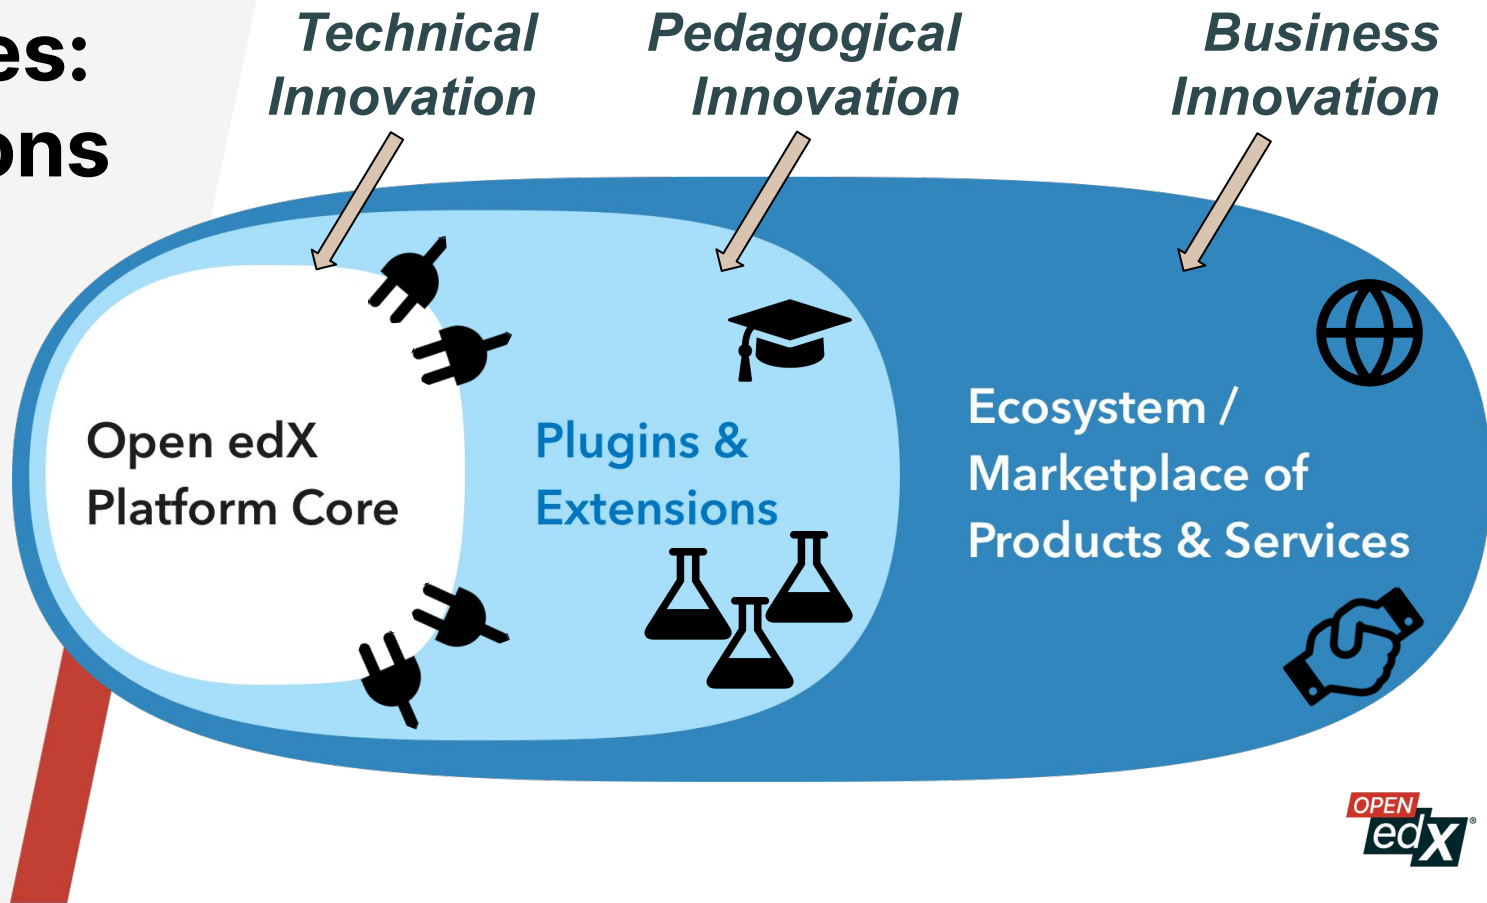 es:
ons
Technical
Innovation
Pedagogical
Innovation
Business
Innovation
Open edX
Platform Core
Plugins &
Extensions
Ecosystem /
Marketplace of
Products & Services
OPEN
edX®